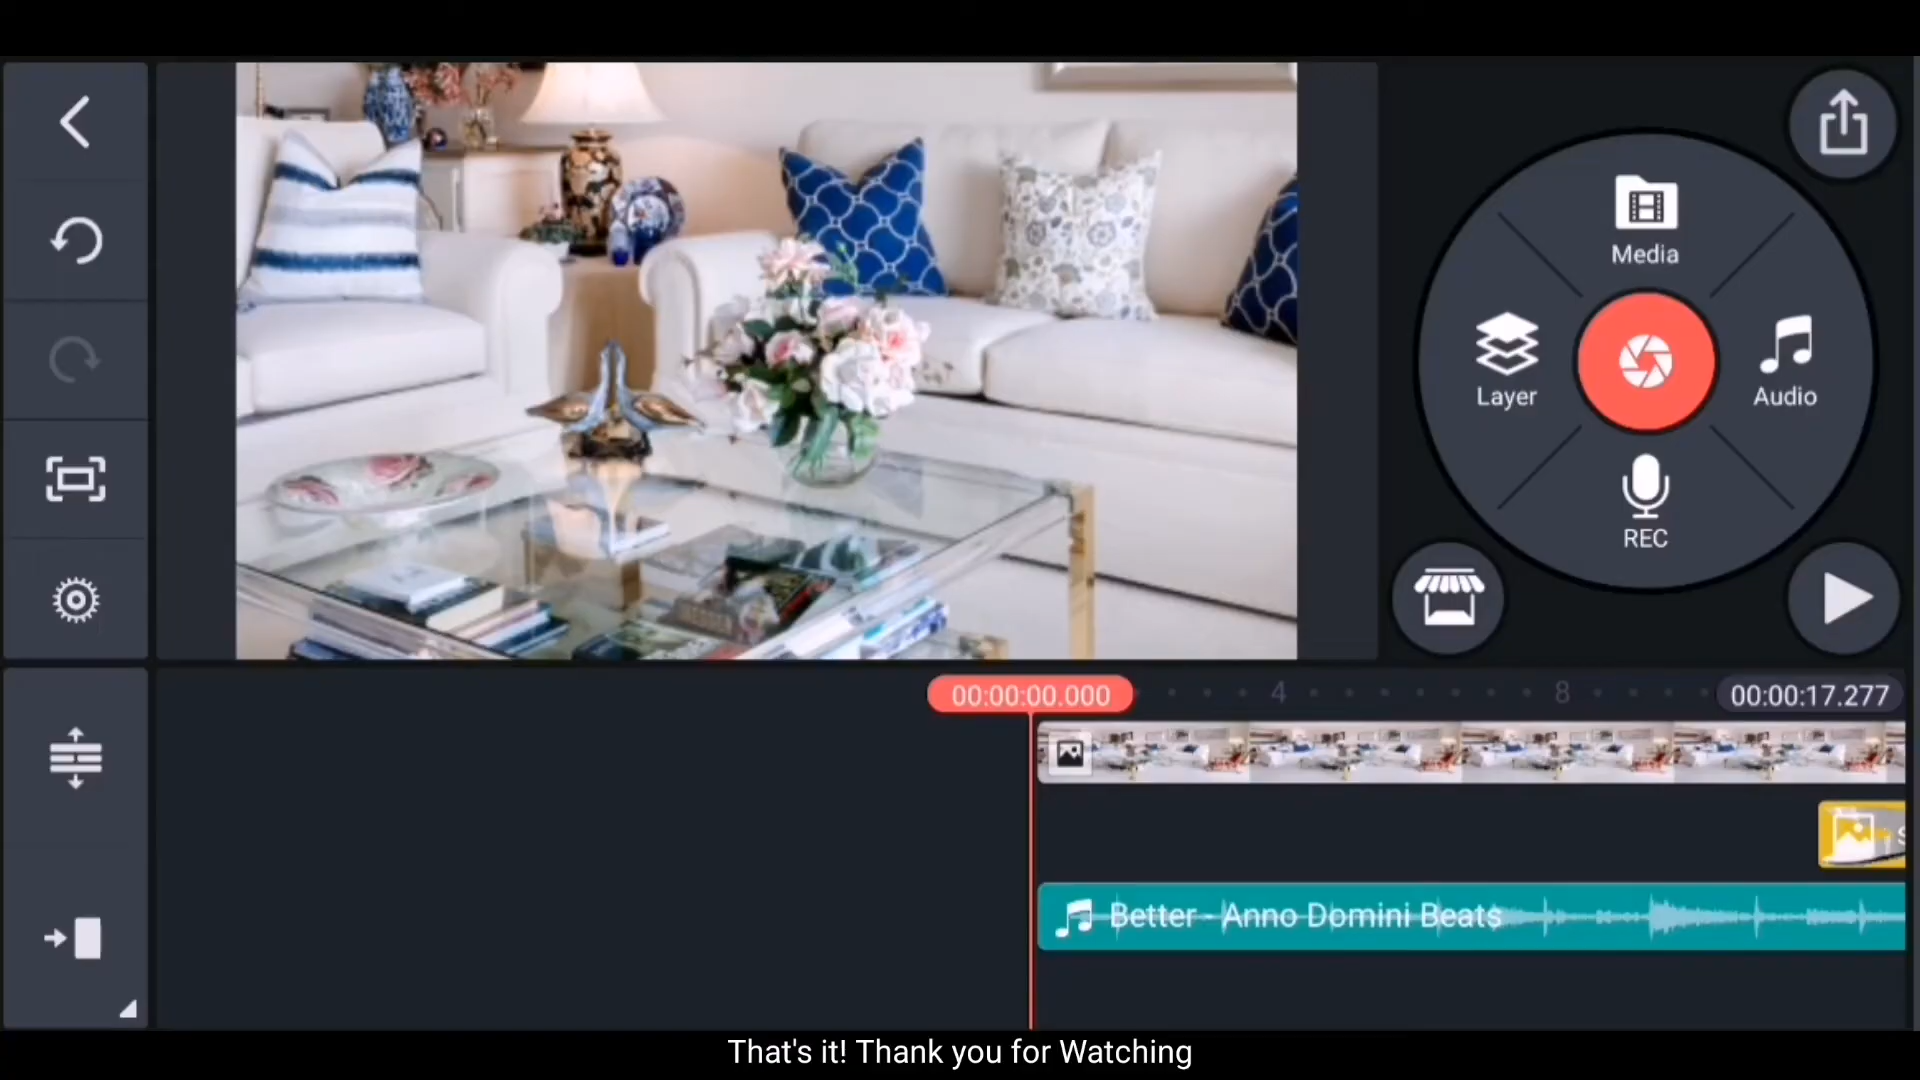 Media
Layer
Audio
REC
00:00:00.000
4
8
00:00:17.277
Better - Anno Domini Beats
That's it! Thank you for Watching